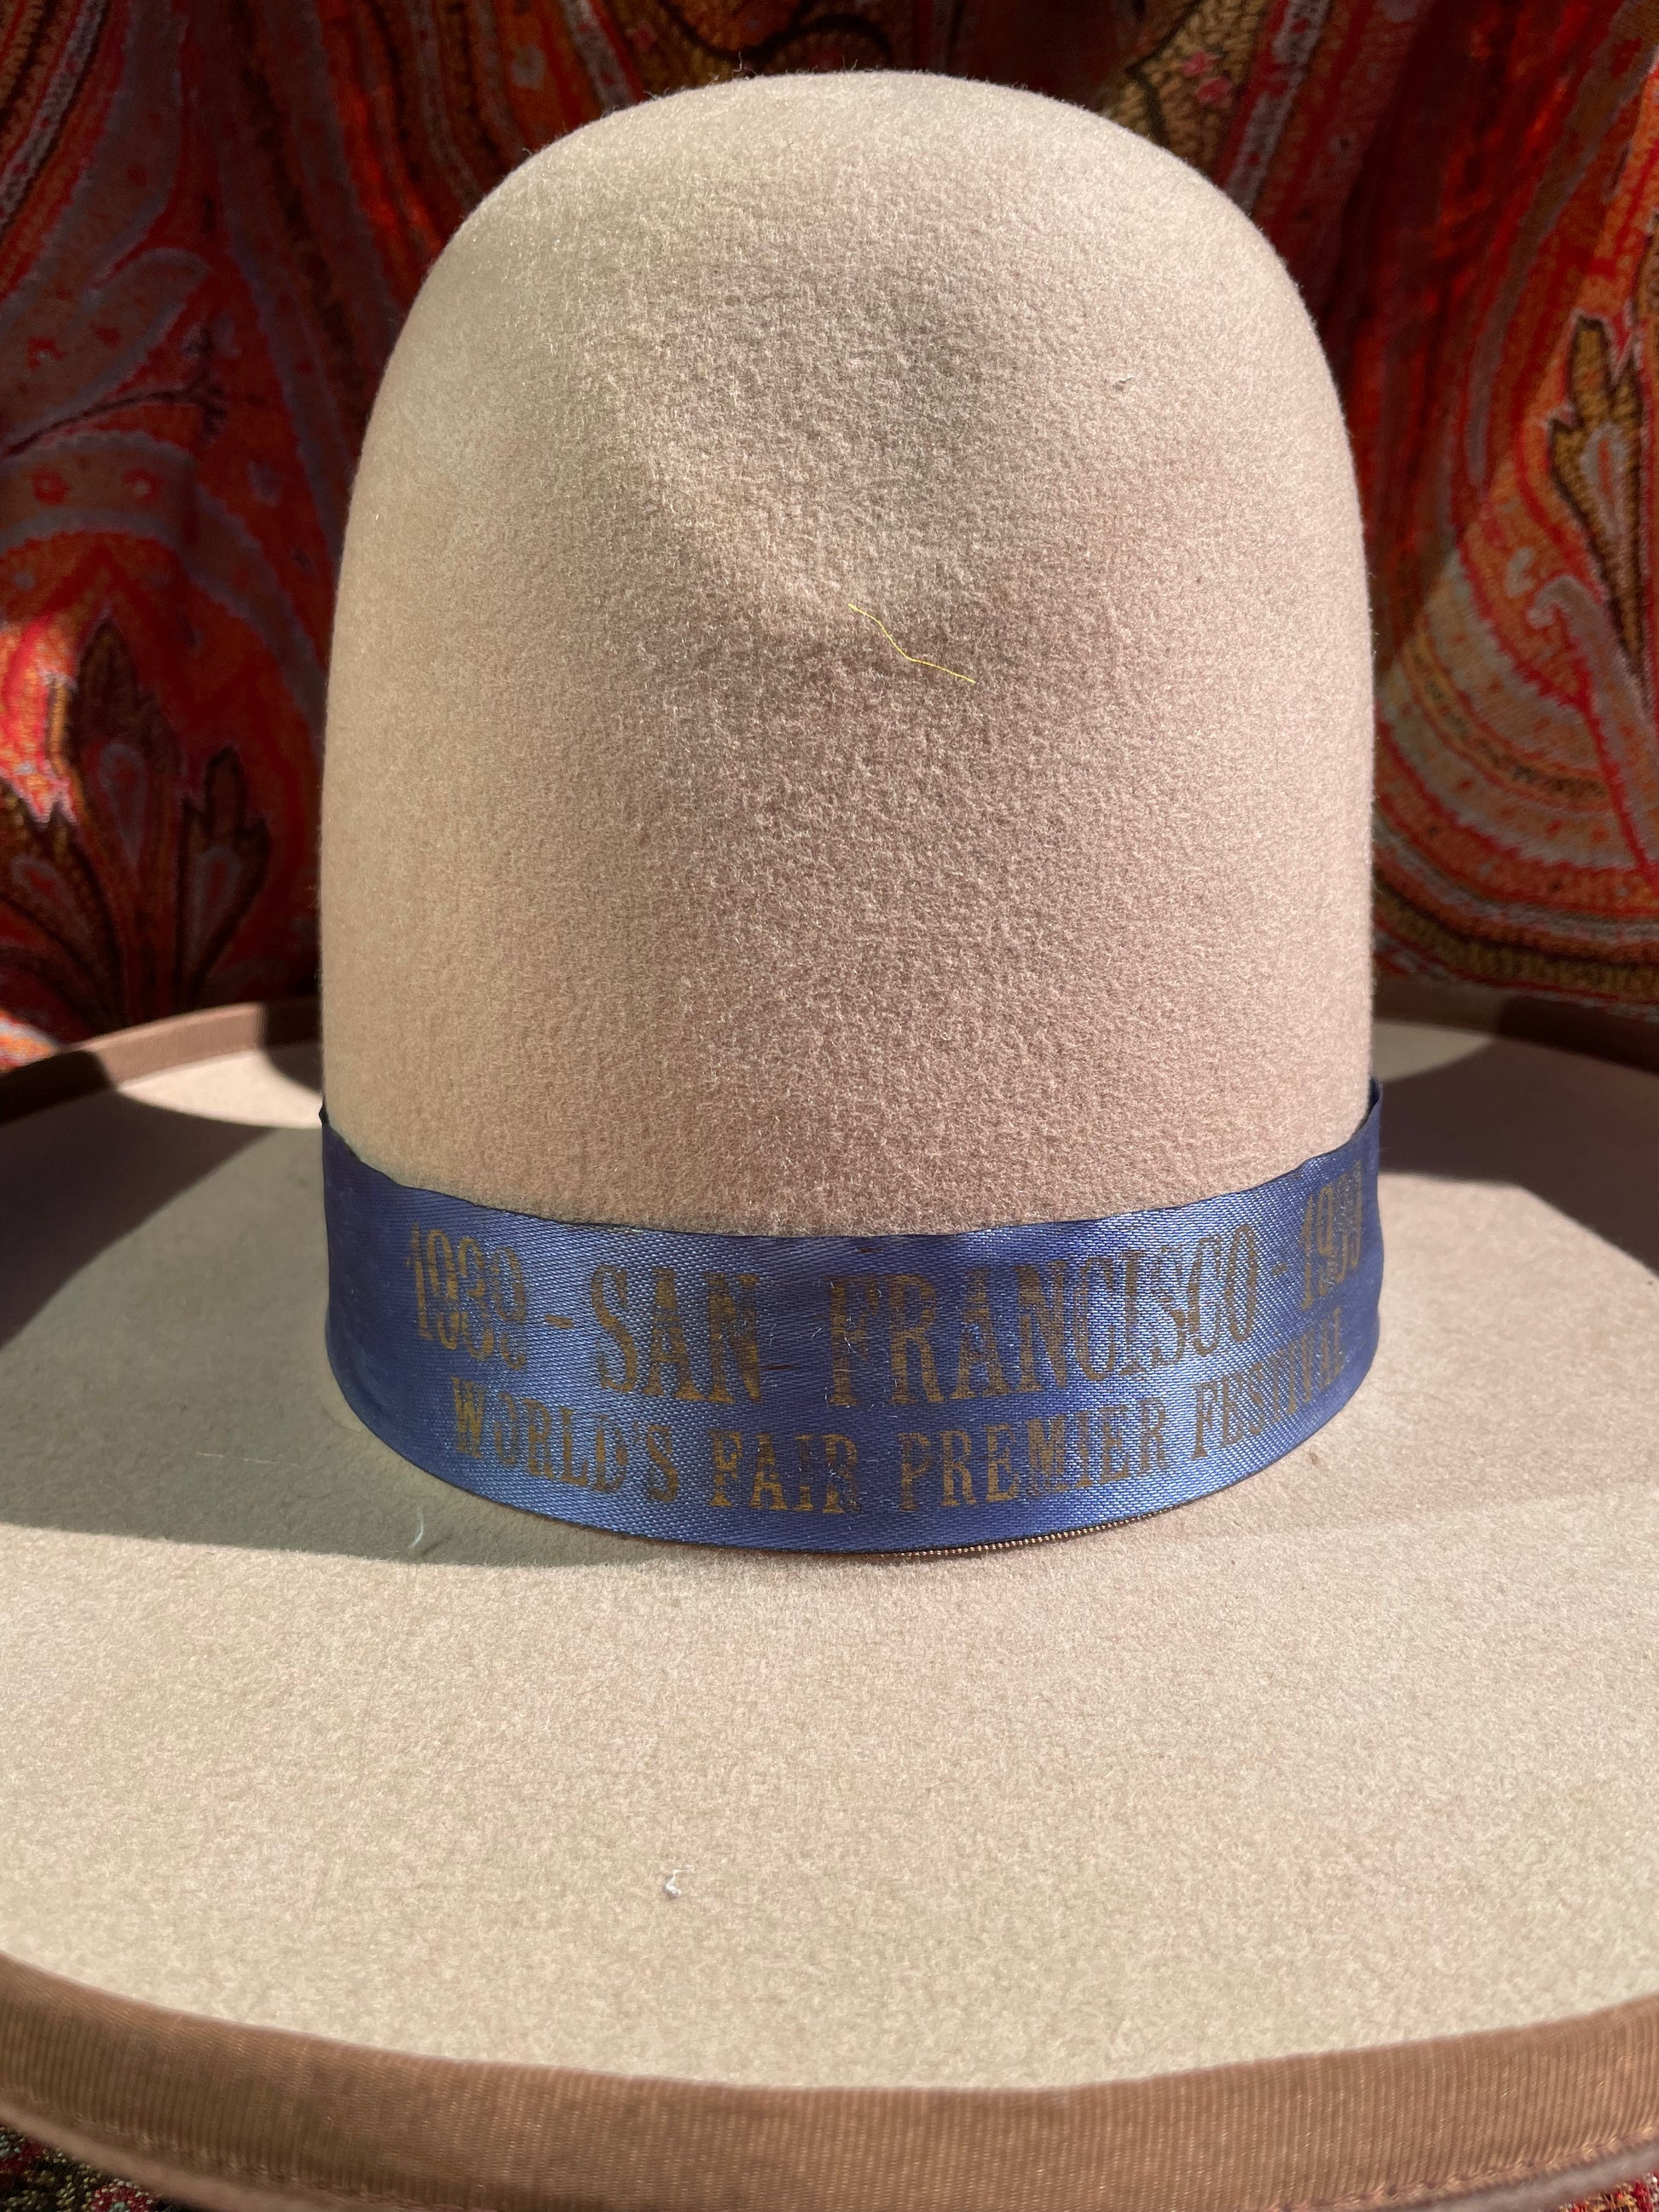 1939 - SAN FRANCISCO - 1939
WORLD'S FAIR PREMIER FESTIVAL